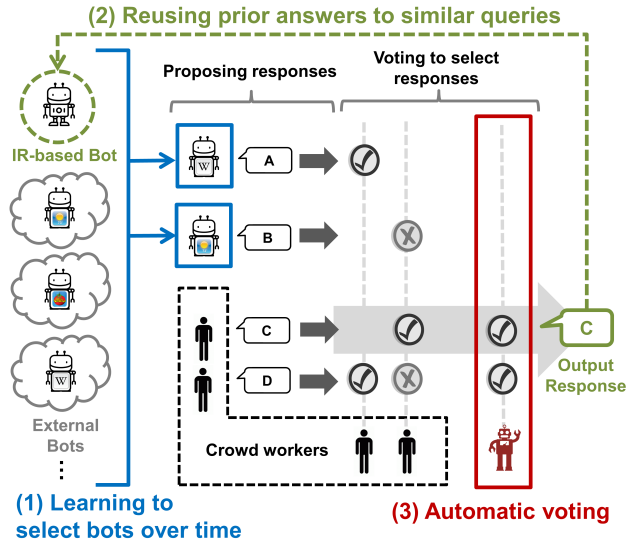 (2) Reusing prior answers to similar queries
Proposing responses
Voting to select
responses
IR-based Bot
W
A
B
C
D
C
Output
Response
W
External
Bots
Crowd workers
(1) Learning to
select bots over time
(3) Automatic voting